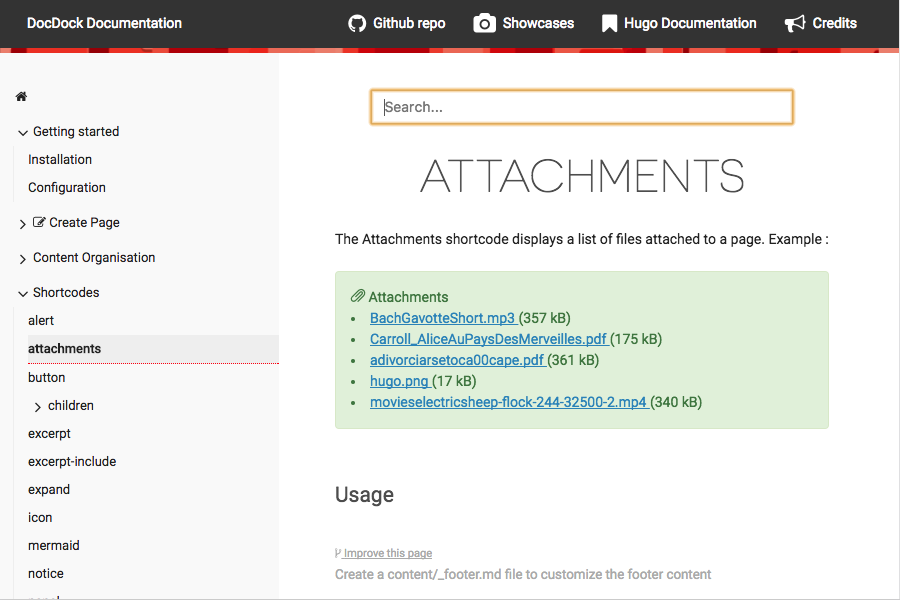 DocDock Documentation
Github repo
Showcases
Hugo Documentation
Credits
Getting started
Installation
Configuration
Create Page
Content Organisation
Shortcodes
alert
attachments
button
children
excerpt
excerpt-include
expand
icon
mermaid
notice
Search...
ATTACHMENTS
The Attachments shortcode displays a list of files attached to a page. Example :
Attachments
• BachGavotteShort.mp3 (357 kB)
• Carroll_AliceAuPaysDesMerveilles.pdf (175 kB)
• adivorciarsetoca00cape.pdf (361 kB)
• hugo.png (17 kB)
• movieselectricsheep-flock-244-32500-2.mp4 (340 kB)
Usage
Improve this page
Create a content/_footer.md file to customize the footer content